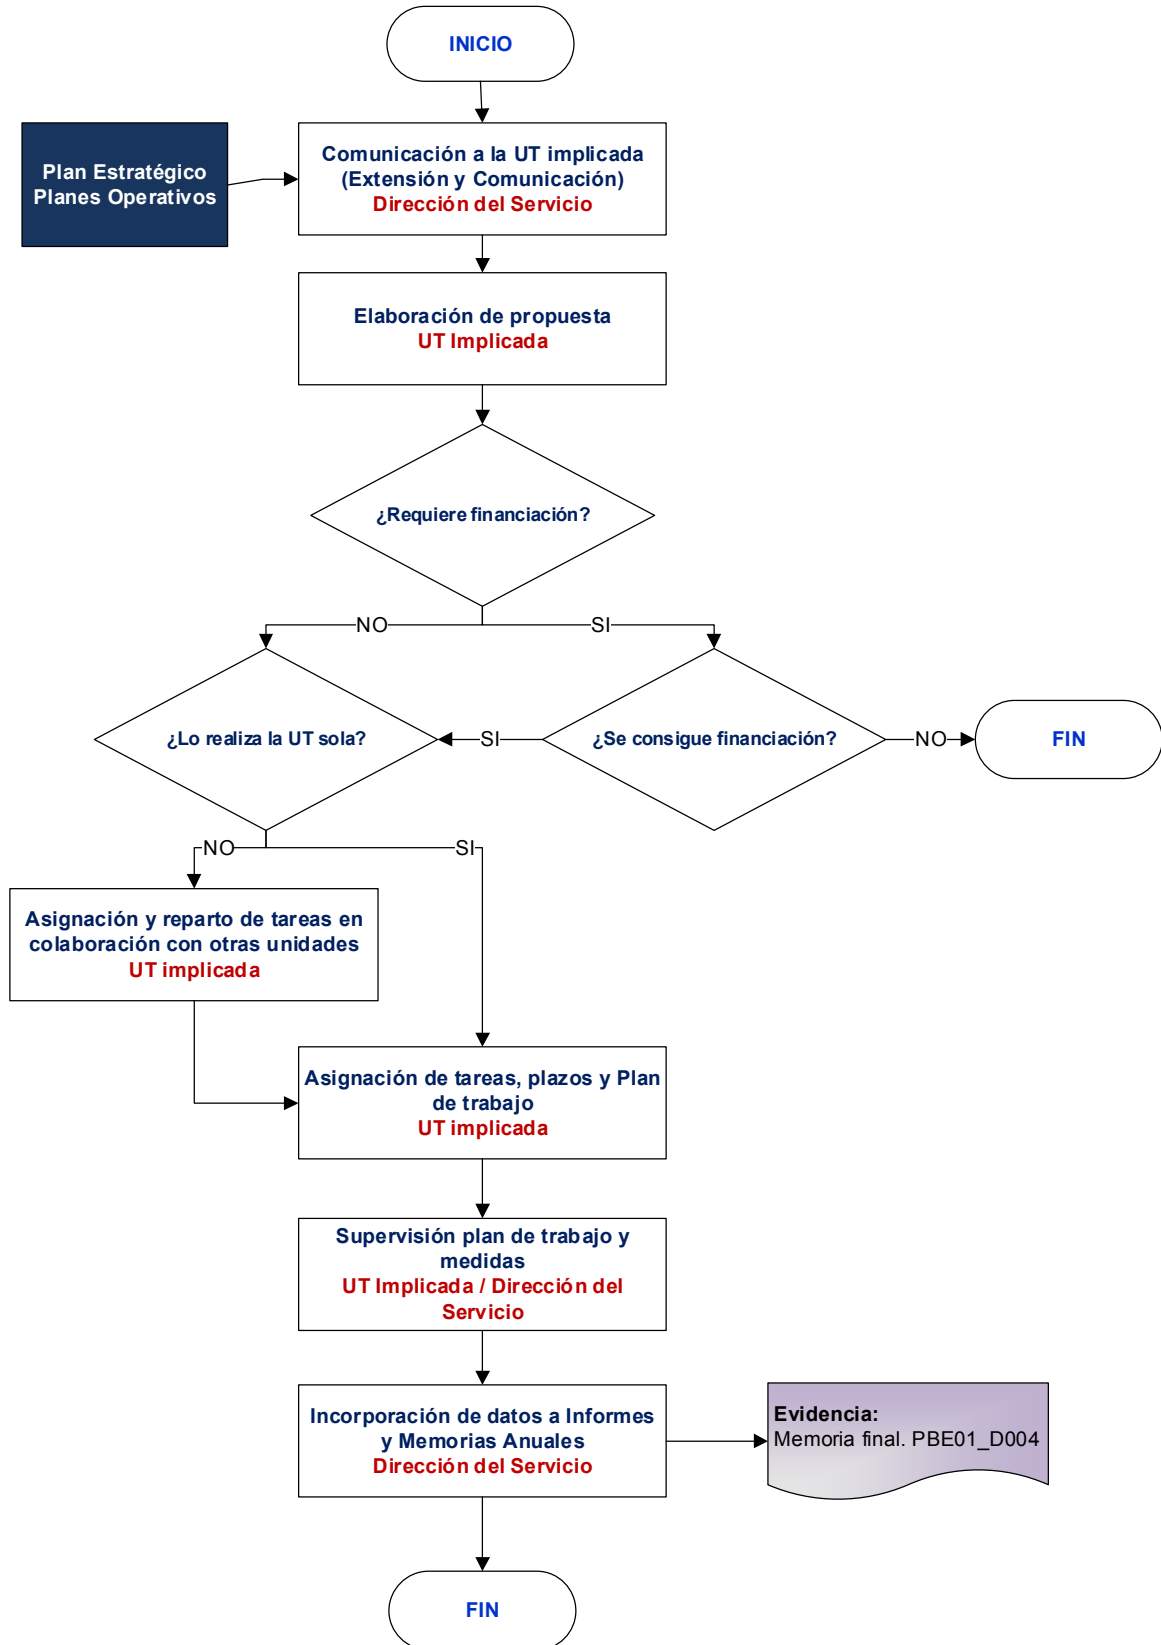 INICIO
Plan Estratégico
Planes Operativos
Comunicación a la UT implicada
(Extensión y Comunicación)
Dirección del Servicio
Elaboración de propuesta
UT Implicada
¿Requiere financiación?
NO
SI
¿Lo realiza la UT sola?
SI
¿Se consigue financiación?
NO
FIN
NO
SI
Asignación y reparto de tareas en
colaboración con otras unidades
UT implicada
Asignación de tareas, plazos y Plan
de trabajo
UT implicada
Supervisión plan de trabajo y
medidas
UT Implicada / Dirección del
Servicio
Incorporación de datos a Informes
y Memorias Anuales
Dirección del Servicio
Evidencia:
Memoria final. PBE01_D004
FIN